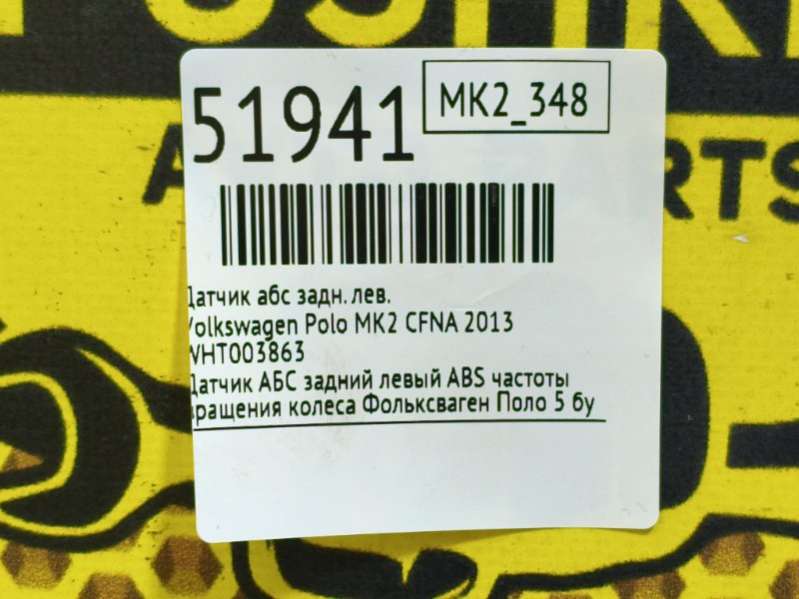 51941
MK2_348
Датчик абс задн. лев.
Volkswagen Polo MK2 CFNA 2013
WHT003863
Датчик АБС задний левый ABS частоты
вращения колеса Фольксваген Поло 5 бу